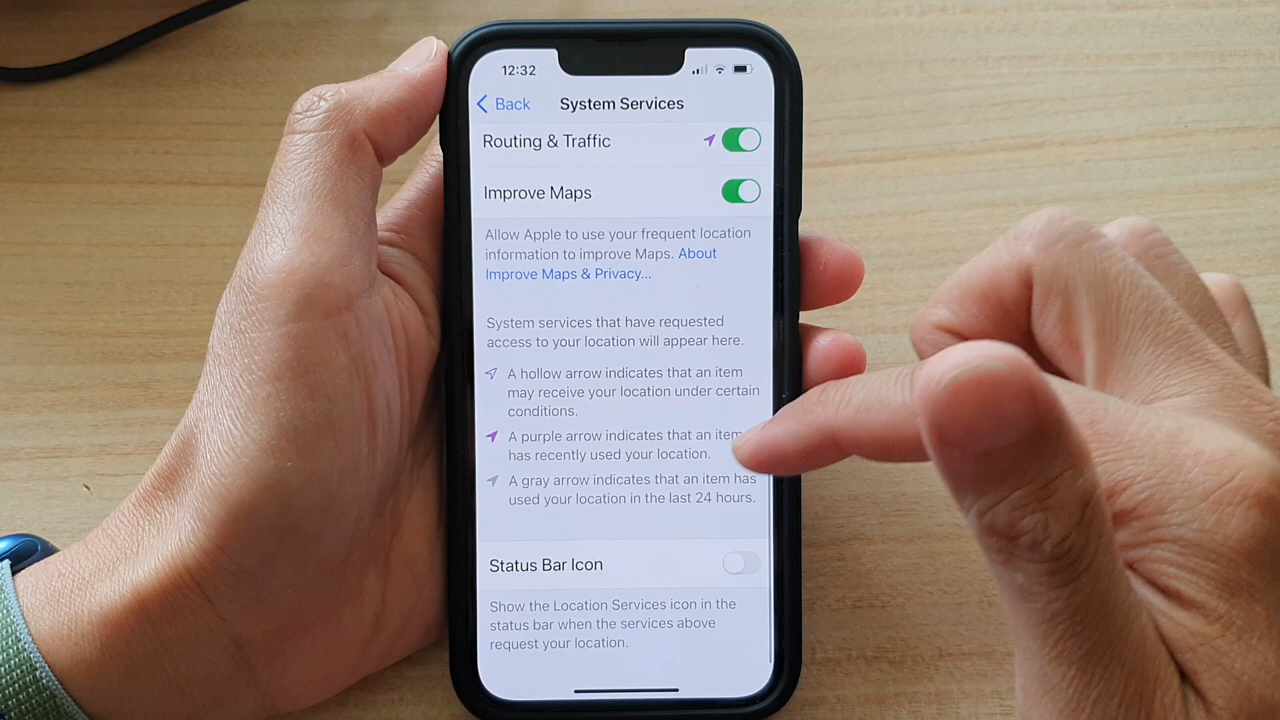 12:32
Back
System Services
Routing & Traffic
Improve Maps
Allow Apple to use your frequent location
information to improve Maps. About
Improve Maps & Privacy...
System services that have requested
access to your location will appear here.
A hollow arrow indicates that an item
may receive your location under certain
conditions.
A purple arrow indicates that an item
has recently used your location.
A gray arrow indicates that an item has
used your location in the last 24 hours.
Status Bar Icon
Show the Location Services icon in the
status bar when the services above
request your location.